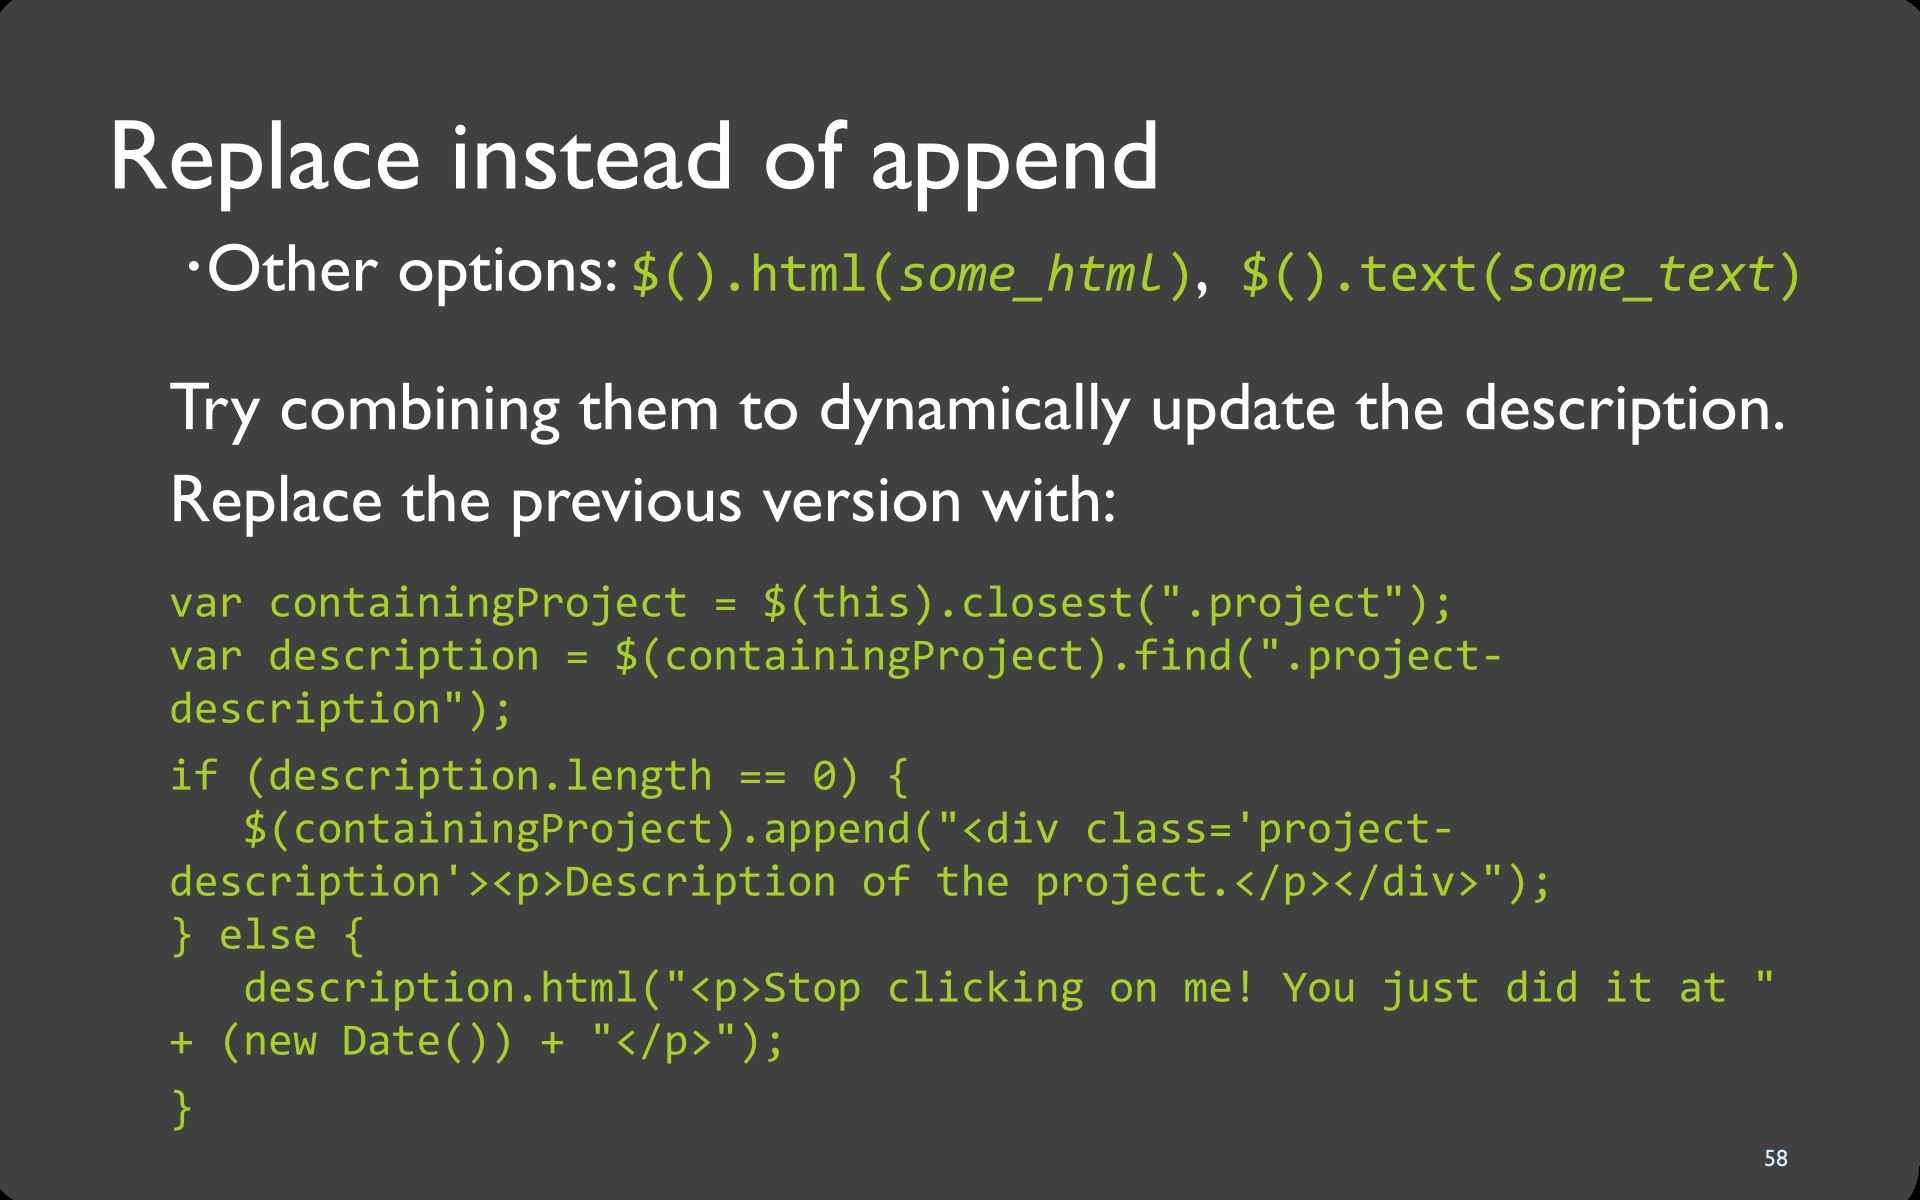 Replace instead of append
•Other options: $().html(some_html), $().text(some_text)
Try combining them to dynamically update the description.
Replace the previous version with:
var containingProject = $(this).closest(".project");
var description = $(containingProject).find(".project-
description");
if (description.length == 0) {
   $(containingProject).append("<div class='project-
description'><p>Description of the project.</p></div>");
} else {
   description.html("<p>Stop clicking on me! You just did it at "
+ (new Date()) + "</p>");
}
58